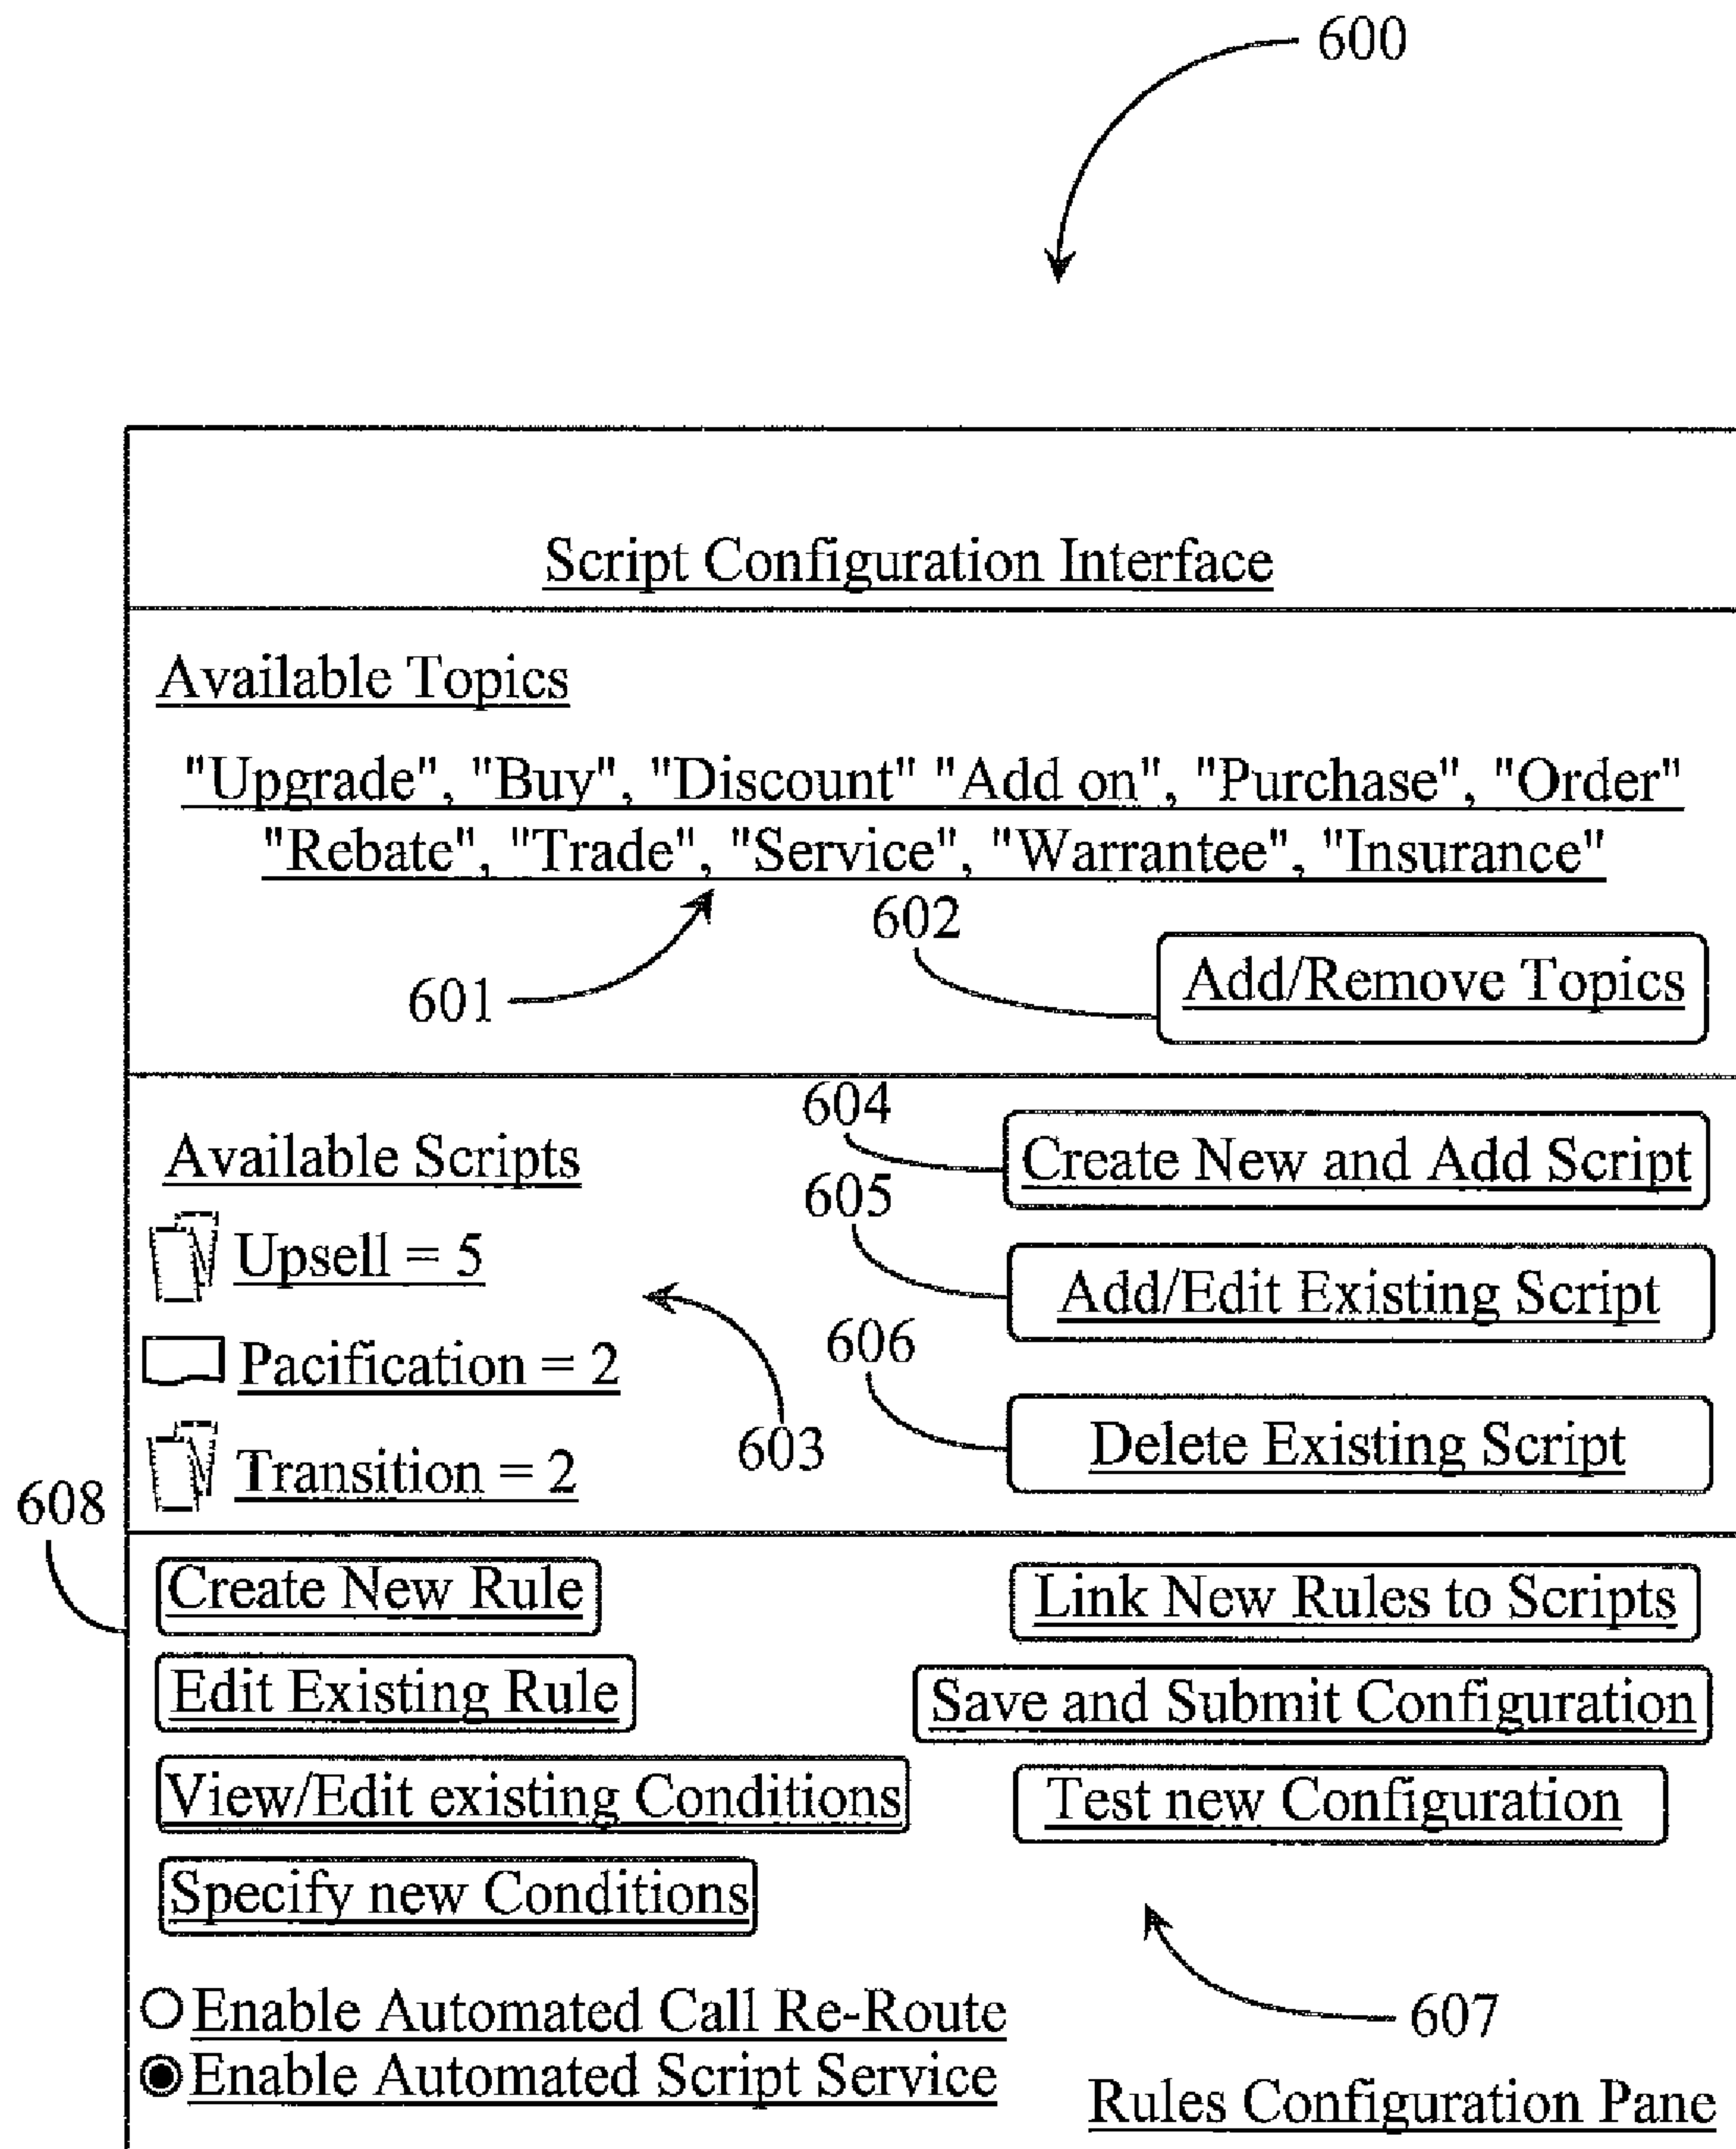 600
Script Configuration Interface
Available Topics
"Upgrade", "Buy", "Discount" "Add on", "Purchase", "Order"
"Rebate", "Trade", "Service", "Warrantee", "Insurance"
602
601
Add/Remove Topics
604
Available Scripts
Create New and Add Script
605
Upsell = 5
Add/Edit Existing Script
606
Pacification = 2
603
Delete Existing Script
Transition = 2
608
Create New Rule
Link New Rules to Scripts
Edit Existing Rule
Save and Submit Configuration
View/Edit existing Conditions
Test new Configuration
Specify new Conditions
Enable Automated Call Re-Route
607
Enable Automated Script Service
Rules Configuration Pane